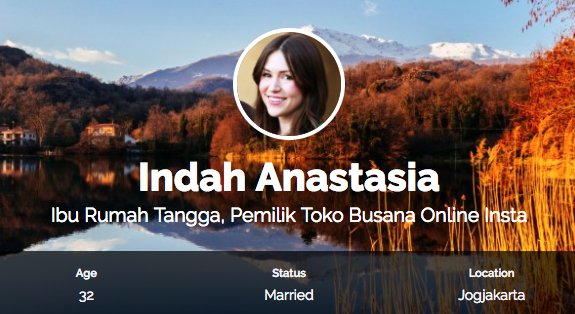 Indah Anastasia
Ibu Rumah Tangga, Pemilik Toko Busana Online Insta
Age Status Location
32 Married Jogjakarta